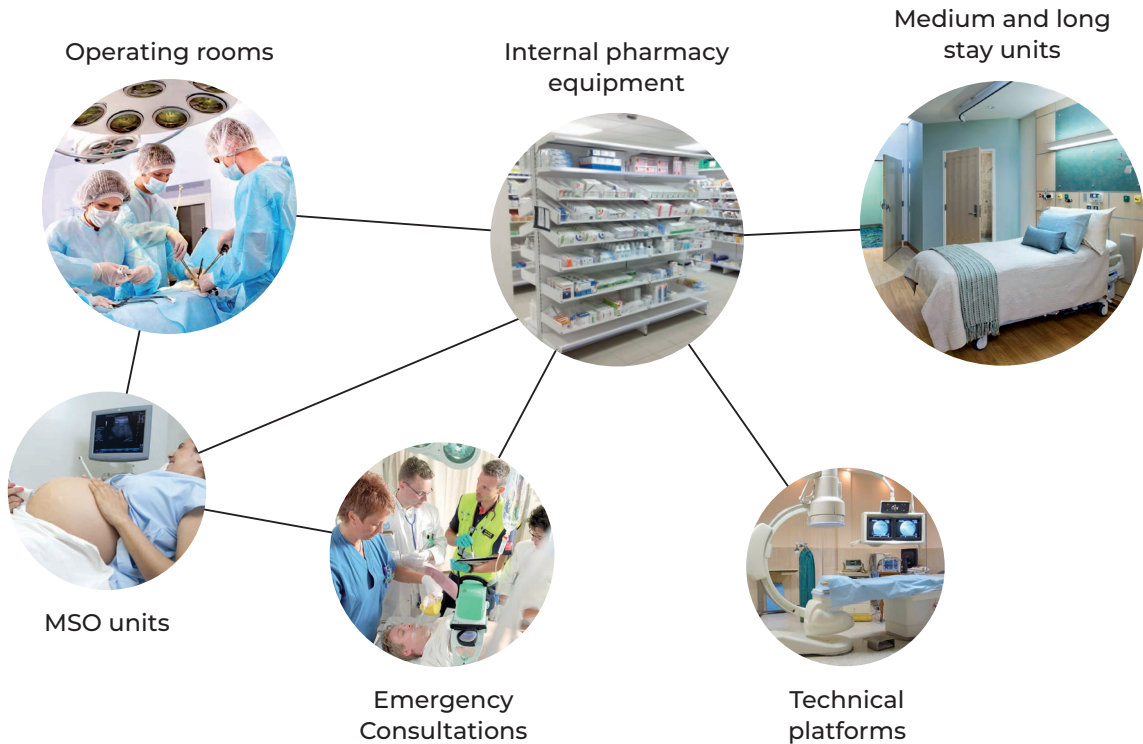 Operating rooms
Internal pharmacy
equipment
Medium and long
stay units
MSO units
Emergency
Consultations
Technical
platforms